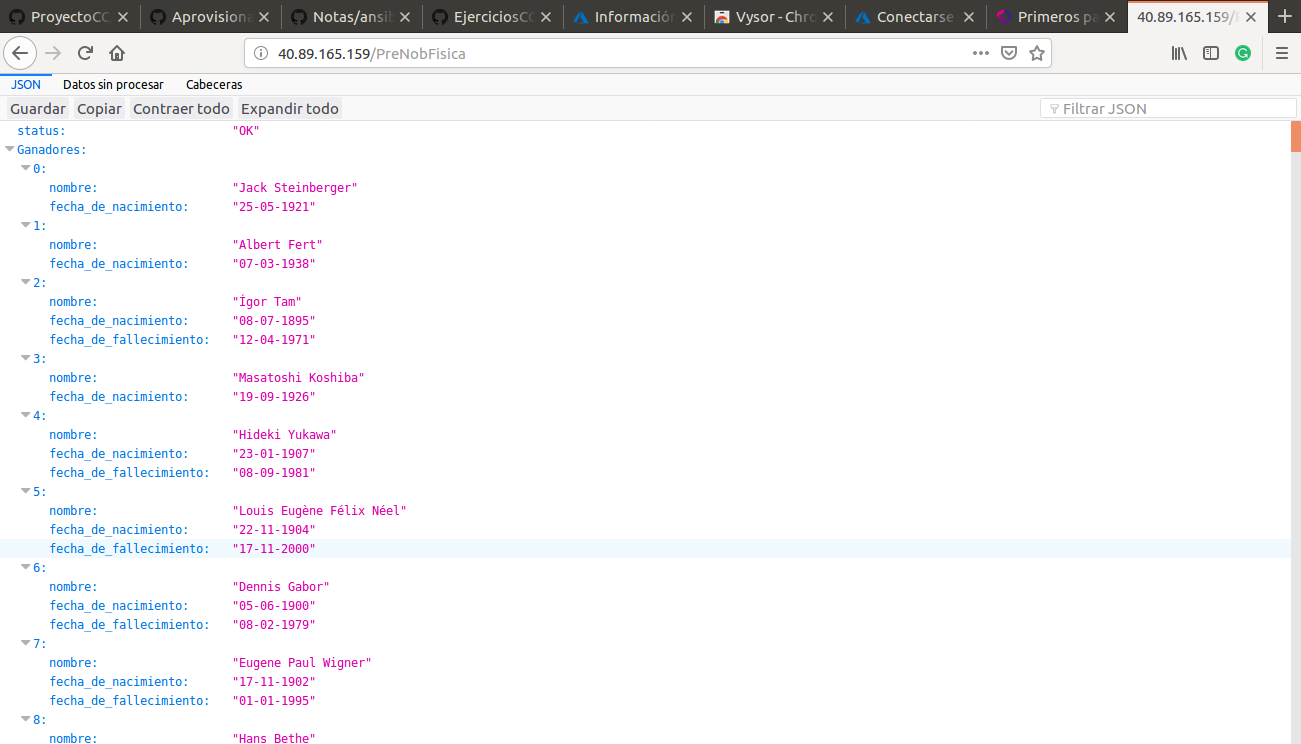 ProyectoCC
Aprovisiona
Notas/ansib
EjerciciosCC
Información
Vysor - Chro
Conectarse
Primeros pa
40.89.165.159/P
40.89.165.159/PreNobFisica
JSON Datos sin procesar Cabeceras
Guardar Copiar Contraer todo Expandir todo Filtrar JSON
status: "OK"
Ganadores:
0:
nombre: "Jack Steinberger"
fecha_de_nacimiento: "25-05-1921"
1:
nombre: "Albert Fert"
fecha_de_nacimiento: "07-03-1938"
2:
nombre: "Ígor Tam"
fecha_de_nacimiento: "08-07-1895"
fecha_de_fallecimiento: "12-04-1971"
3:
nombre: "Masatoshi Koshiba"
fecha_de_nacimiento: "19-09-1926"
4:
nombre: "Hideki Yukawa"
fecha_de_nacimiento: "23-01-1907"
fecha_de_fallecimiento: "08-09-1981"
5:
nombre: "Louis Eugène Félix Néel"
fecha_de_nacimiento: "22-11-1904"
fecha_de_fallecimiento: "17-11-2000"
6:
nombre: "Dennis Gabor"
fecha_de_nacimiento: "05-06-1900"
fecha_de_fallecimiento: "08-02-1979"
7:
nombre: "Eugene Paul Wigner"
fecha_de_nacimiento: "17-11-1902"
fecha_de_fallecimiento: "01-01-1995"
8:
nombre: "Hans Bethe"